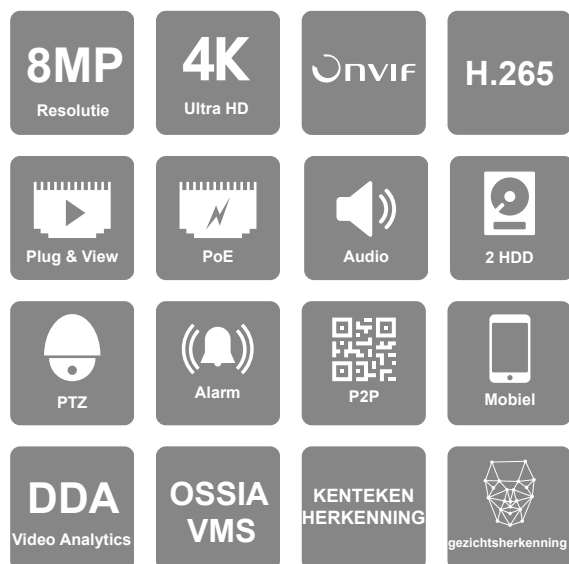 8MP
Resolutie
4K
Ultra HD
ONVIF
H.265
Plug & View
PoE
Audio
2 HDD
PTZ
Alarm
P2P
Mobiel
DDA
Video Analytics
OSSIA
VMS
KENTEKEN
HERKENNING
gezichtsherkenning